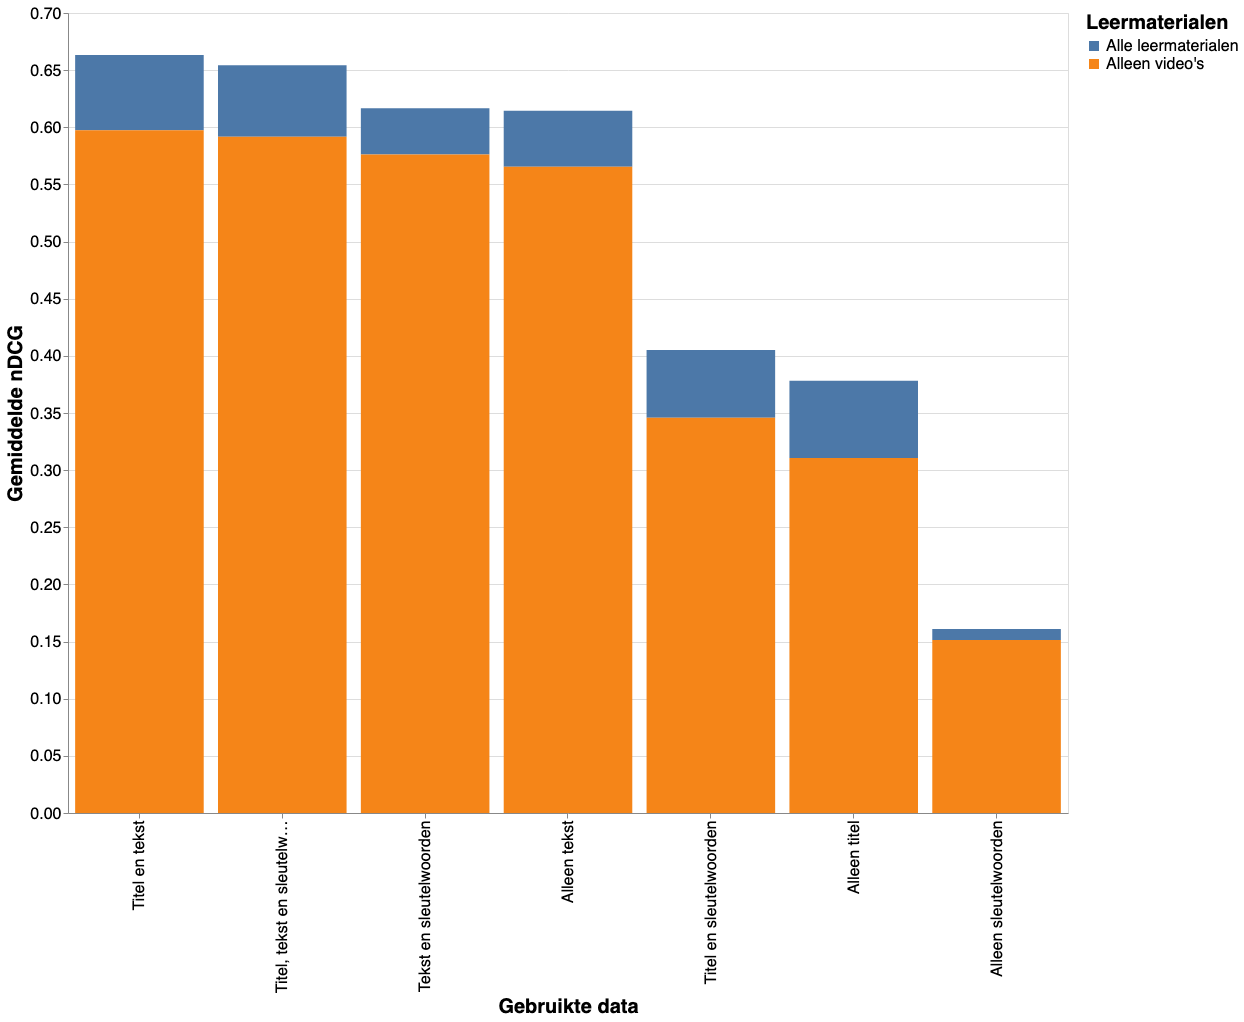 Gemiddelde nDCG
0.70
0.65
0.60
0.55
0.50
0.45
0.40
0.35
0.30
0.25
0.20
0.15
0.10
0.05
0.00
Titel en tekst
Titel, tekst en sleutelw…
Tekst en sleutelwoorden
Alleen tekst
Titel en sleutelwoorden
Alleen titel
Alleen sleutelwoorden
Gebruikte data
Leermaterialen
Alle leermaterialen
Alleen video's